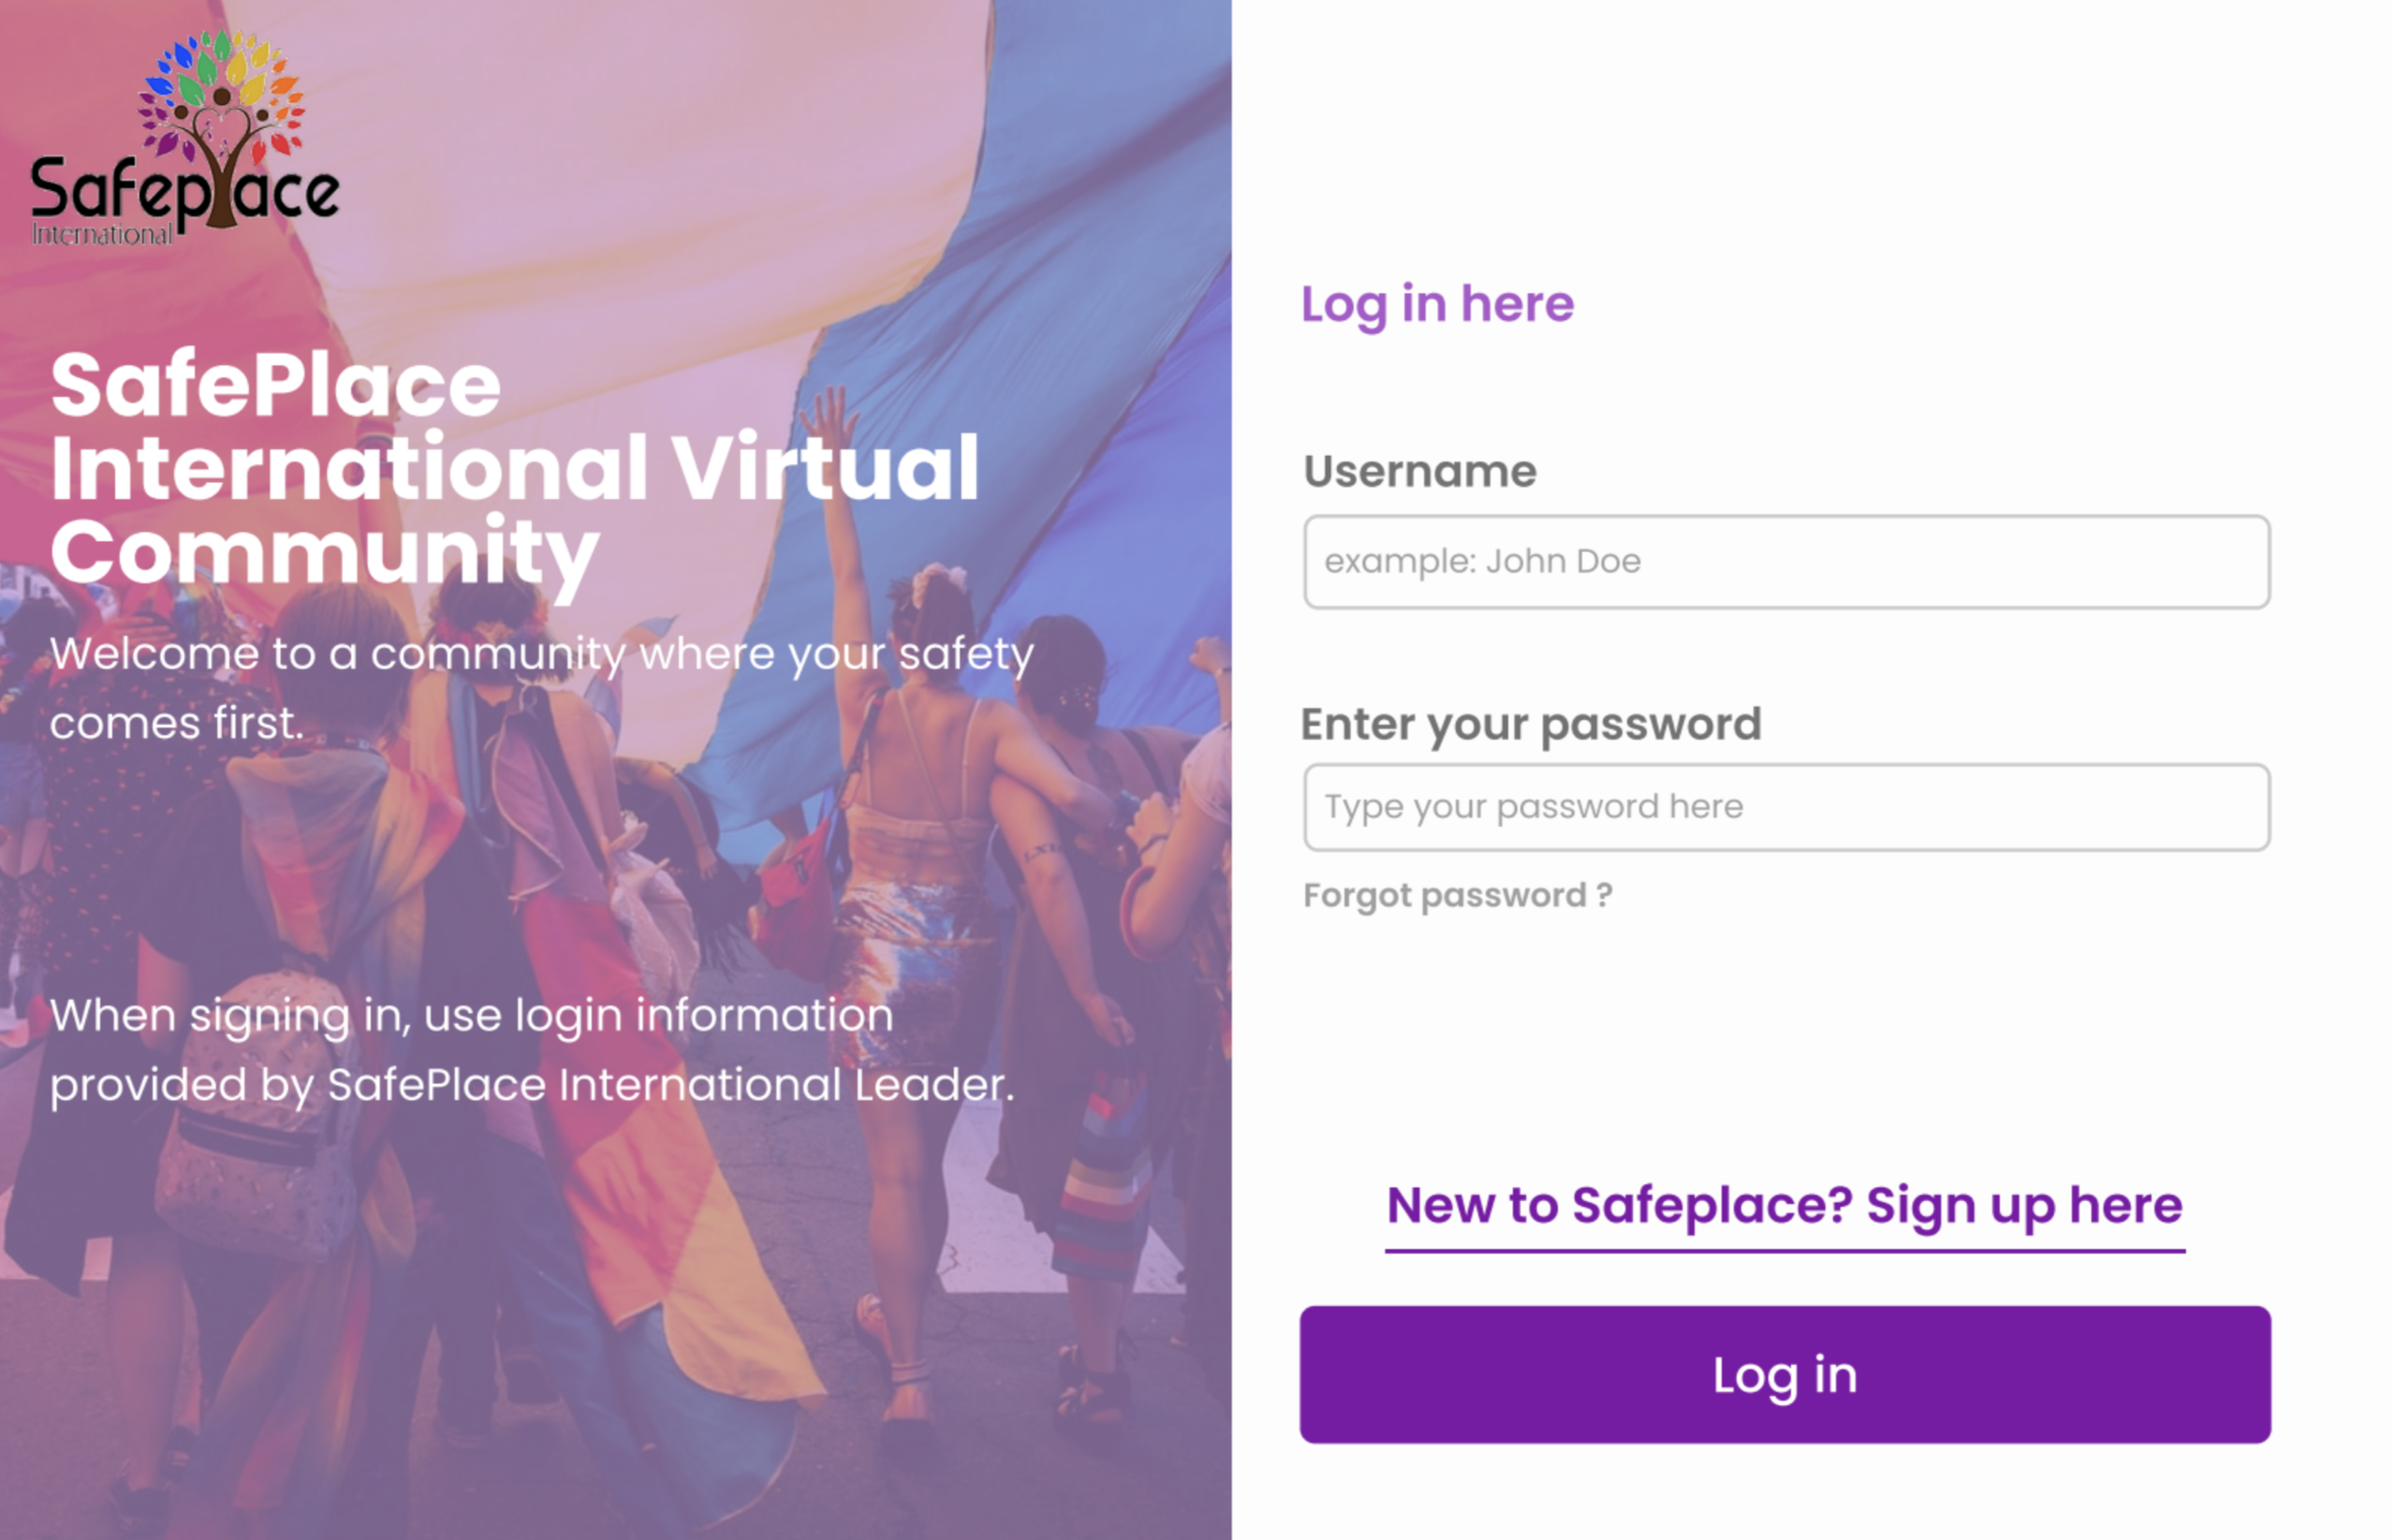 Safeplace
International
SafePlace
International Virtual
Community
Welcome to a community where your safety
comes first.
When signing in, use login information
provided by SafePlace International Leader.
Log in here
Username
example: John Doe
Enter your password
Type your password here
Forgot password ?
New to Safeplace? Sign up here
Log in